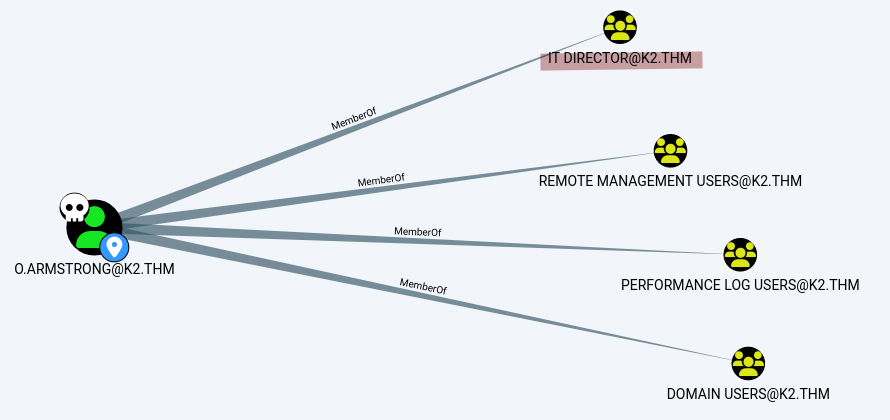 IT DIRECTOR@K2.THM
MemberOf
MemberOf
REMOTE MANAGEMENT USERS@K2.THM
MemberOf
O.ARMSTRONG@K2.THM
PERFORMANCE LOG USERS@K2.THM
MemberOf
DOMAIN USERS@K2.THM